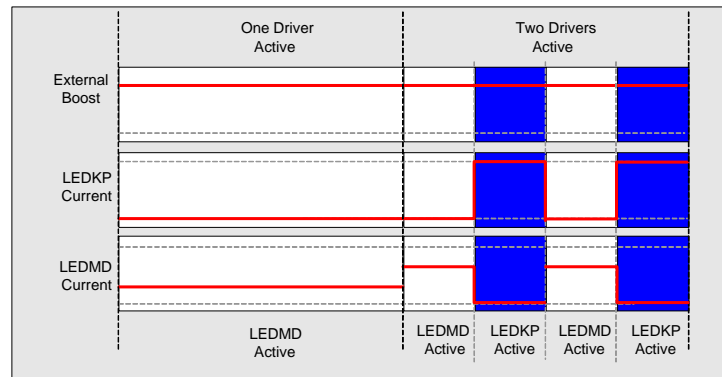 One Driver
Active
Two Drivers
Active
External
Boost
LEDKP
Current
LEDMD
Current
LEDMD
Active
LEDMD
Active
LEDKP
Active
LEDMD
Active
LEDKP
Active